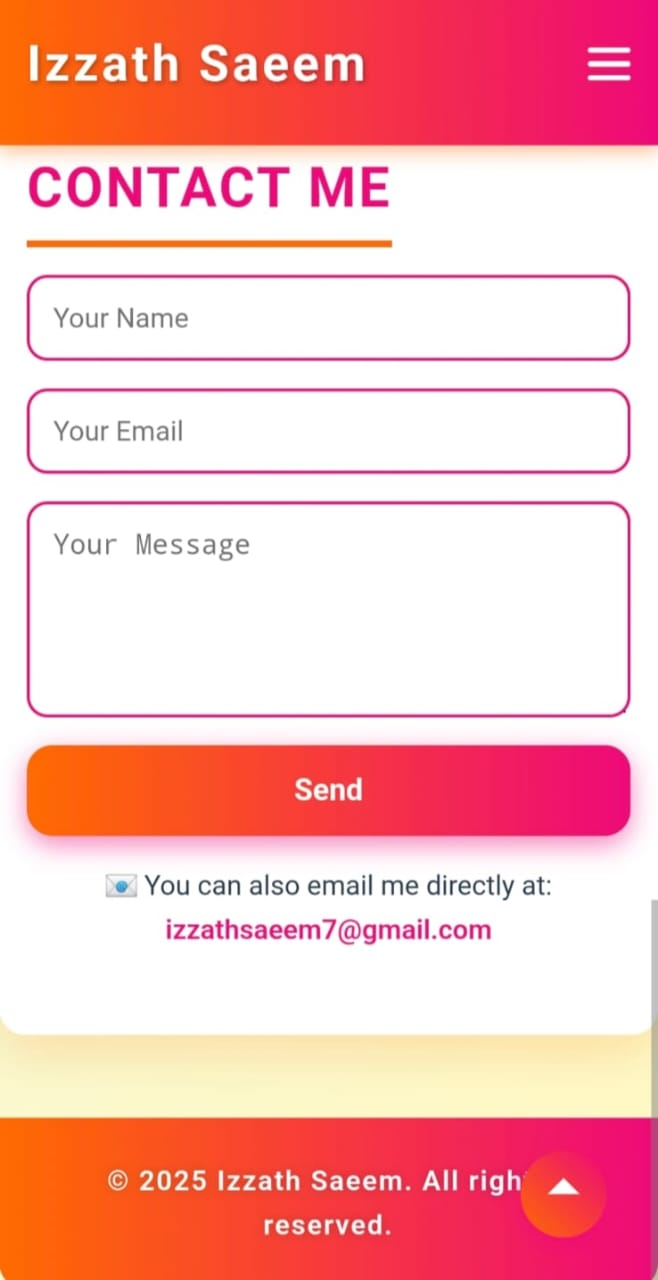 Izzath Saeem
CONTACT ME
Your Name
Your Email
Your Message
Send
📧 You can also email me directly at:
izzathsaeem7@gmail.com
© 2025 Izzath Saeem. All righ
reserved.